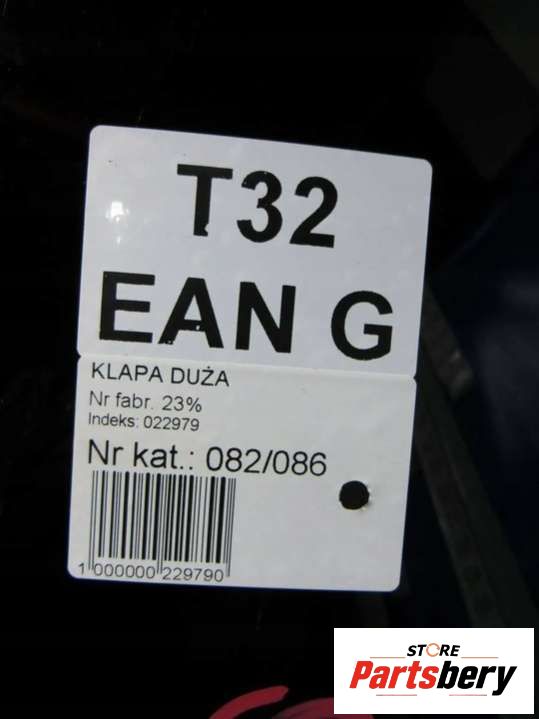 T32
EAN G
KLAPA DUŻA
Nr fabr. 23%
Indeks: 022979
Nr kat.: 082/086
1 000000 229790
STORE
Partsbery